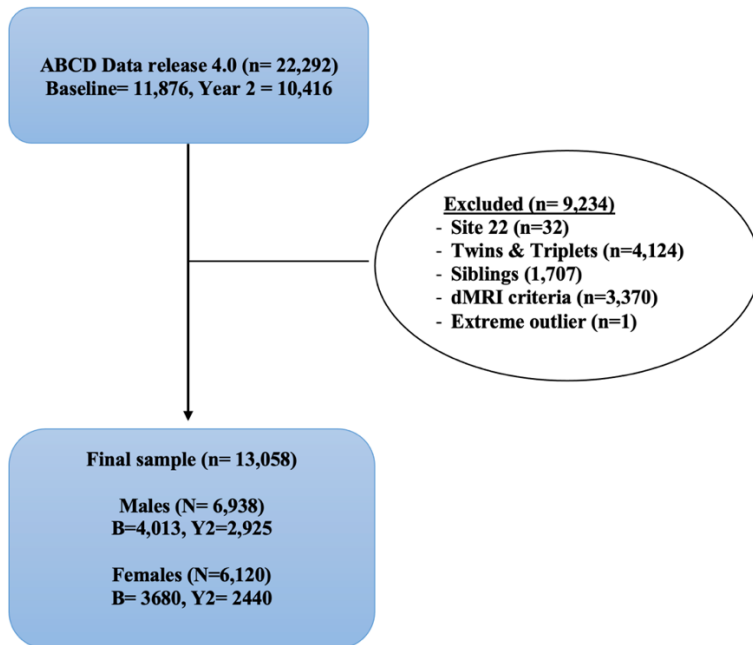 ABCD Data release 4.0 (n= 22,292)
Baseline= 11,876, Year 2 = 10,416
Excluded (n= 9,234)
- Site 22 (n=32)
- Twins & Triplets (n=4,124)
- Siblings (1,707)
- dMRI criteria (n=3,370)
- Extreme outlier (n=1)
Final sample (n= 13,058)
Males (N= 6,938)
B=4,013, Y2=2,925
Females (N=6,120)
B= 3680, Y2= 2440